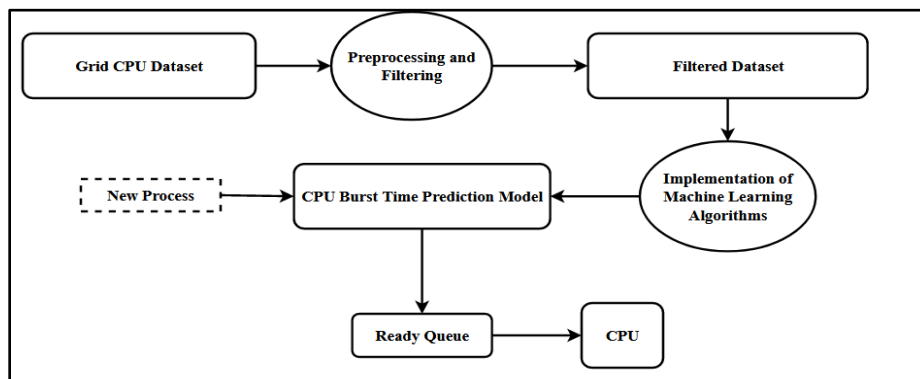 Grid CPU Dataset
Preprocessing and
Filtering
Filtered Dataset
New Process
CPU Burst Time Prediction Model
Implementation of
Machine Learning
Algorithms
Ready Queue
CPU